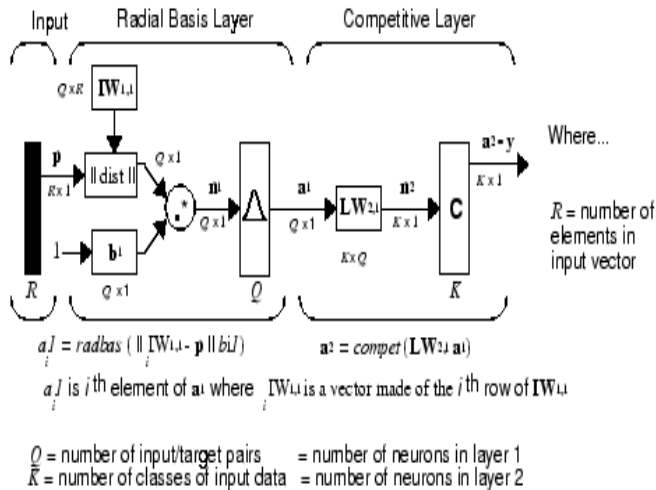 Input Radial Basis Layer Competitive Layer
Q x R IW1,1
p R x 1 || dist || Q x 1 .* n1 Q x 1 a1 Q x 1 LW2,1 n2 K x 1 C a2 = y K x 1
1 b1 Q x 1 K x Q
R Q K
Where...
R = number of
elements in
input vector
ai1 = radbas ( || iIW1,1 - p || bi1) a2 = compet (LW2,1 a1)
ai1 is i th element of a1 where iIW1,1 is a vector made of the i th row of IW1,1
Q = number of input/target pairs = number of neurons in layer 1
K = number of classes of input data = number of neurons in layer 2